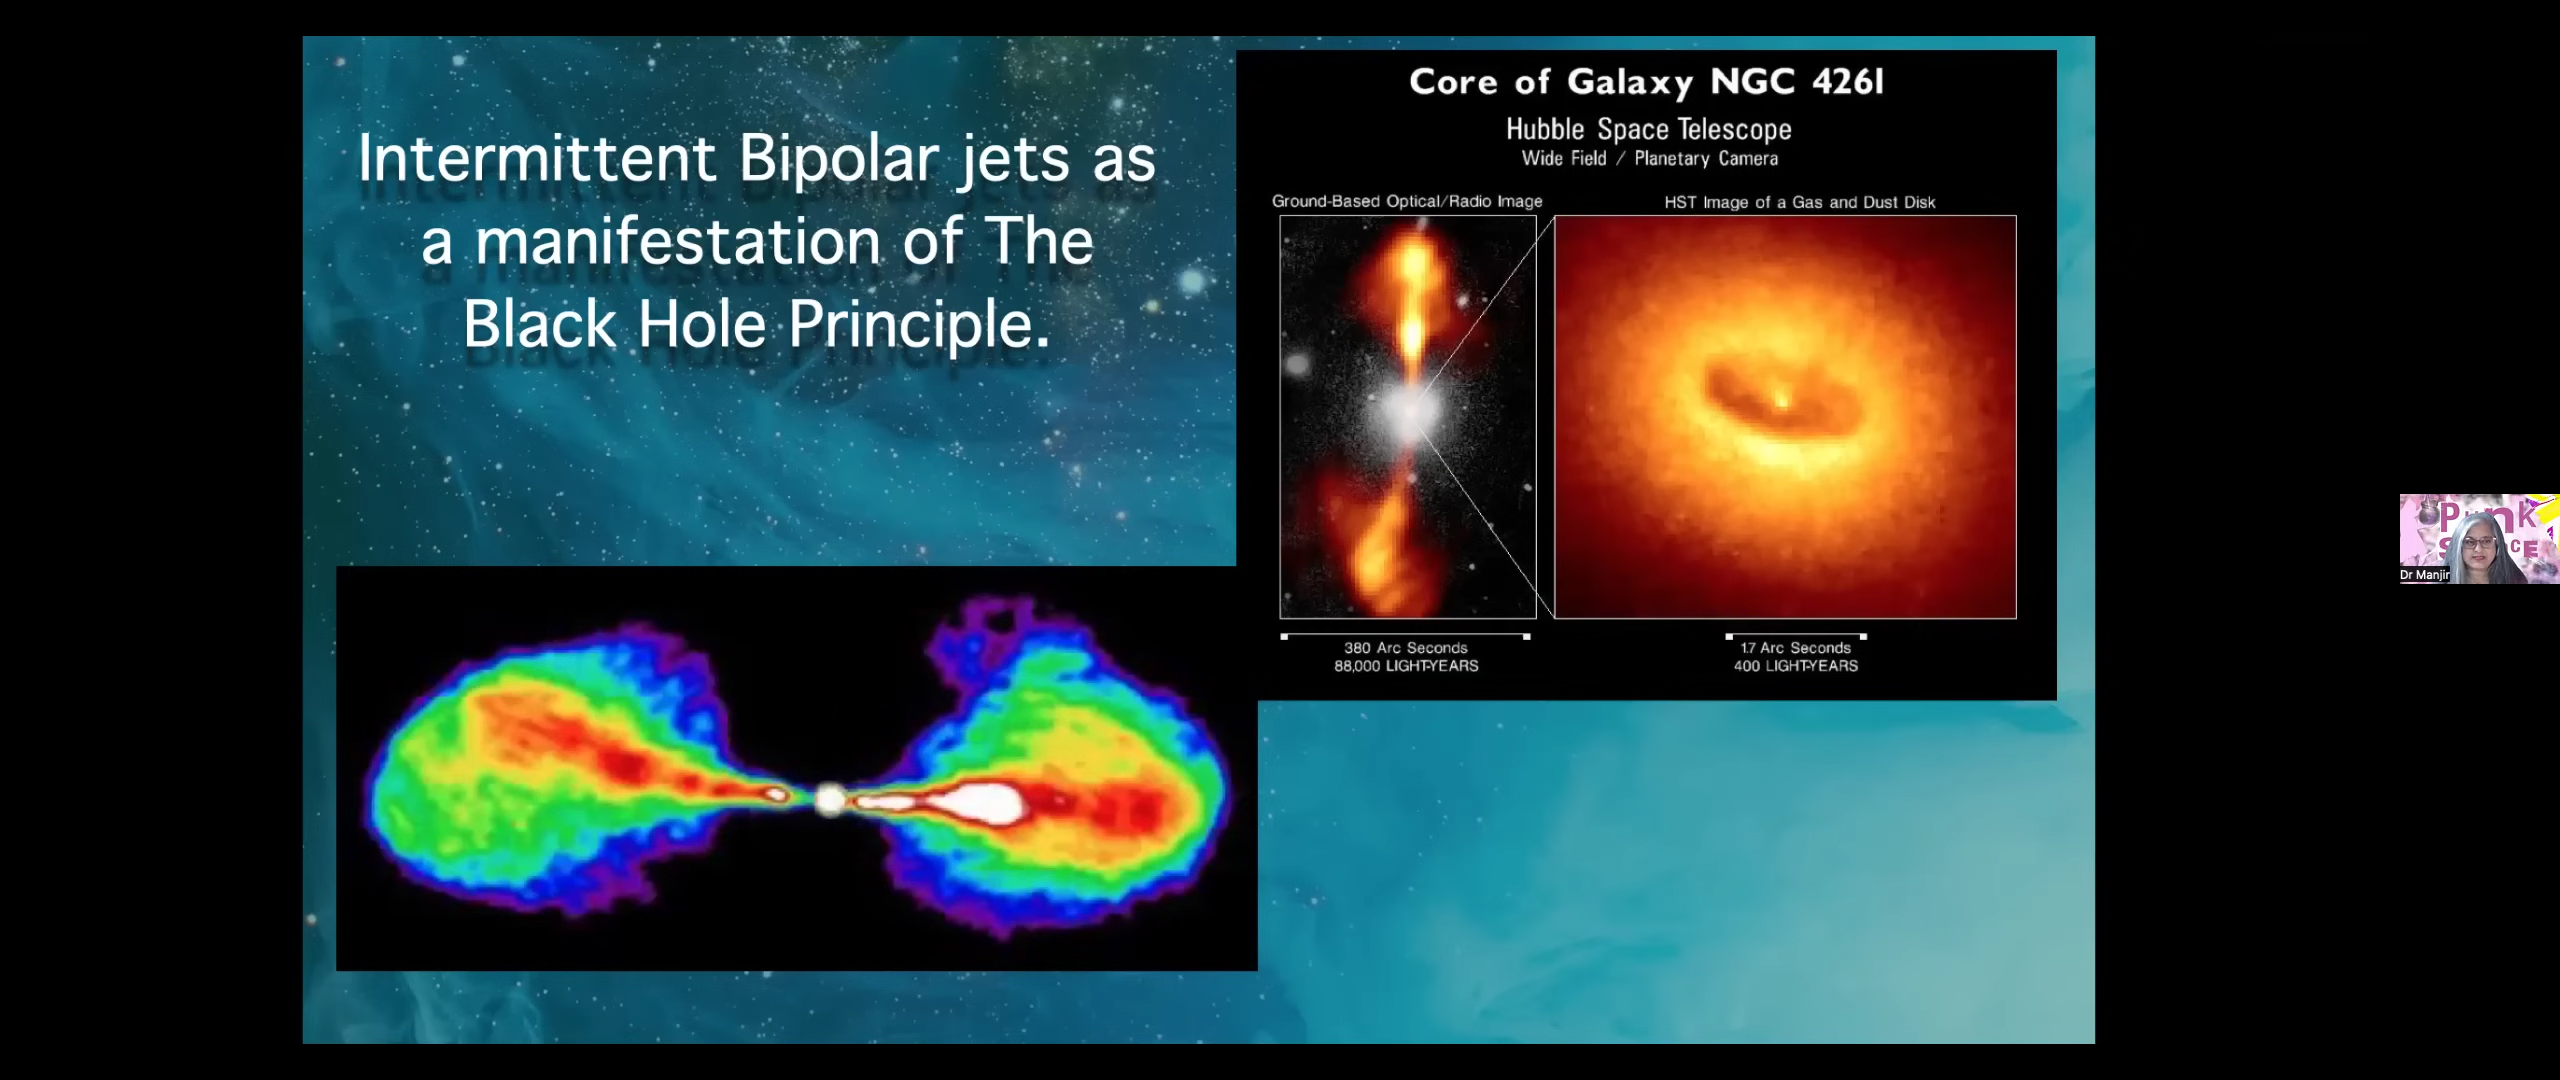 Intermittent Bipolar jets as
a manifestation of The
Black Hole Principle.
Core of Galaxy NGC 4261
Hubble Space Telescope
Wide Field / Planetary Camera
Ground-Based Optical/Radio Image
HST Image of a Gas and Dust Disk
380 Arc Seconds
88,000 LIGHT-YEARS
17 Arc Seconds
400 LIGHT-YEARS
Dr Manjir